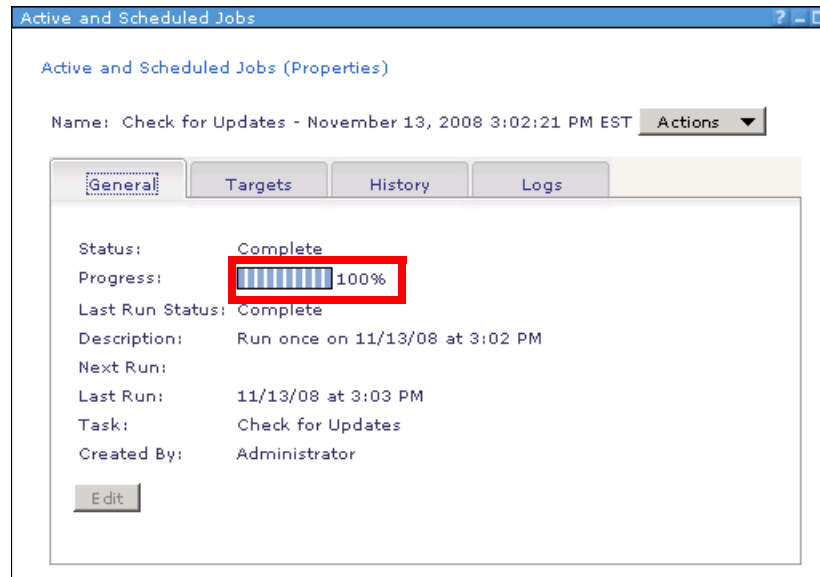 Active and Scheduled Jobs ?
Active and Scheduled Jobs (Properties)
Name: Check for Updates - November 13, 2008 3:02:21 PM EST Actions
General Targets History Logs
Status: Complete
Progress: 100%
Last Run Status: Complete
Description: Run once on 11/13/08 at 3:02 PM
Next Run:
Last Run: 11/13/08 at 3:03 PM
Task: Check for Updates
Created By: Administrator
Edit